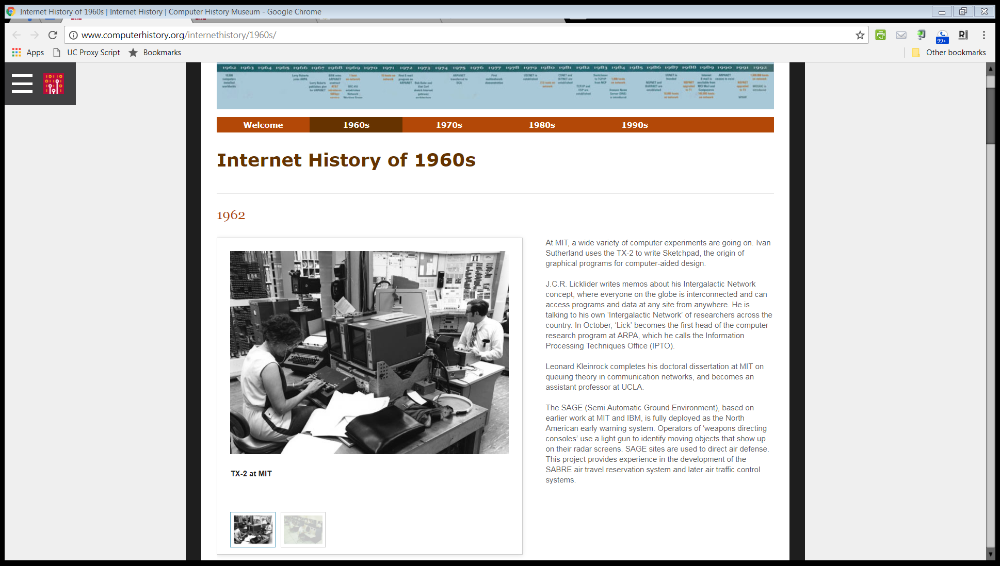 Internet History of 1960s | Internet History | Computer History Museum - Google Chrome
www.computerhistory.org/internethistory/1960s/
99+
Apps UC Proxy Script Bookmarks Other bookmarks
1962 1963 1964 1965 1966 1967 1968 1969 1970 1971 1972 1973 1974 1975 1976 1977 1978 1979 1980 1981 1982 1983 1984 1985 1986 1987 1988 1989 1990 1991 1992
Welcome 1960s 1970s 1980s 1990s
Internet History of 1960s
1962
At MIT, a wide variety of computer experiments are going on. Ivan
Sutherland uses the TX-2 to write Sketchpad, the origin of
graphical programs for computer-aided design.
J.C.R. Licklider writes memos about his Intergalactic Network
concept, where everyone on the globe is interconnected and can
access programs and data at any site from anywhere. He is
talking to his own ‘Intergalactic Network’ of researchers across the
country. In October, ‘Lick’ becomes the first head of the computer
research program at ARPA, which he calls the Information
Processing Techniques Office (IPTO).
Leonard Kleinrock completes his doctoral dissertation at MIT on
queuing theory in communication networks, and becomes an
assistant professor at UCLA.
The SAGE (Semi Automatic Ground Environment), based on
earlier work at MIT and IBM, is fully deployed as the North
American early warning system. Operators of ‘weapons directing
consoles’ use a light gun to identify moving objects that show up
on their radar screens. SAGE sites are used to direct air defense.
This project provides experience in the development of the
SABRE air travel reservation system and later air traffic control
systems.
11
TX-2 at MIT